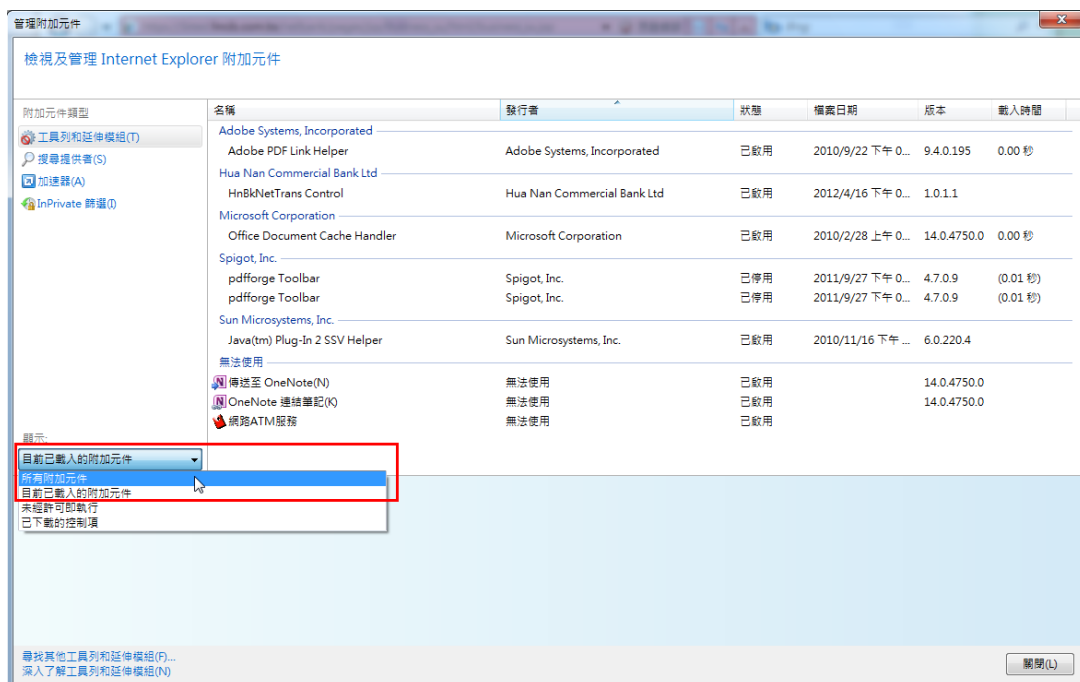 管理附加元件
檢視及管理 Internet Explorer 附加元件
附加元件類型
工具列和延伸模組(T)
搜尋提供者(S)
加速器(A)
InPrivate 篩選(I)
名稱 發行者 狀態 檔案日期 版本 載入時間
Adobe Systems, Incorporated
Adobe PDF Link Helper Adobe Systems, Incorporated 已啟用 2010/9/22 下午 0... 9.4.0.195 0.00 秒
Hua Nan Commercial Bank Ltd
HnBkNetTrans Control Hua Nan Commercial Bank Ltd 已啟用 2012/4/16 下午 0... 1.0.1.1
Microsoft Corporation
Office Document Cache Handler Microsoft Corporation 已啟用 2010/2/28 上午 0... 14.0.4750.0 0.00 秒
Spigot, Inc.
pdfforge Toolbar Spigot, Inc. 已停用 2011/9/27 下午 0... 4.7.0.9 (0.01 秒)
pdfforge Toolbar Spigot, Inc. 已停用 2011/9/27 下午 0... 4.7.0.9 (0.01 秒)
Sun Microsystems, Inc.
Java(tm) Plug-In 2 SSV Helper Sun Microsystems, Inc. 已啟用 2010/11/16 下午 ... 6.0.220.4
無法使用
傳送至 OneNote(N) 無法使用 已啟用 14.0.4750.0
OneNote 連結筆記(K) 無法使用 已啟用 14.0.4750.0
網路ATM服務 無法使用 已啟用
顯示:
目前已載入的附加元件
所有附加元件
目前已載入的附加元件
未經許可即執行
已下載的控制項
尋找其他工具列和延伸模組(F)...
深入了解工具列和延伸模組(N)
關閉(L)